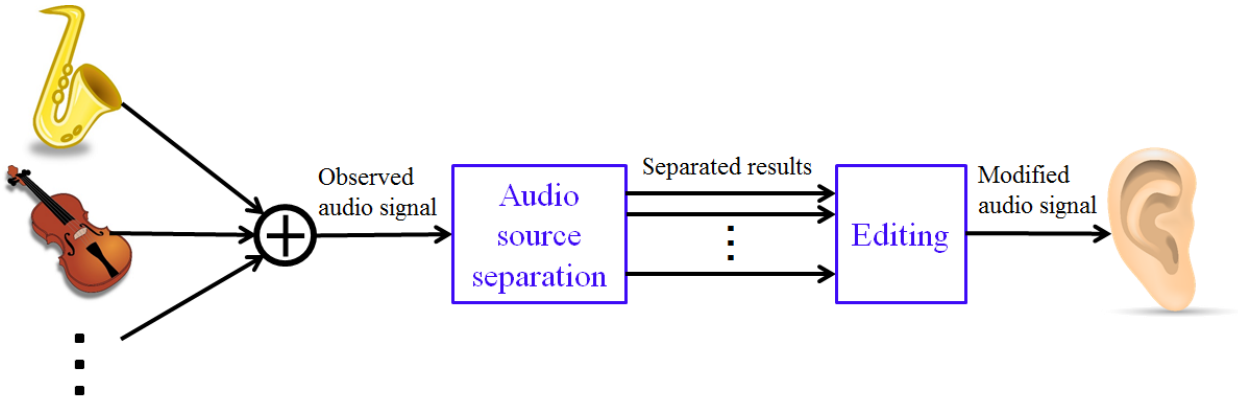 Observed
audio signal
Audio
source
separation
Separated results
Editing
Modified
audio signal